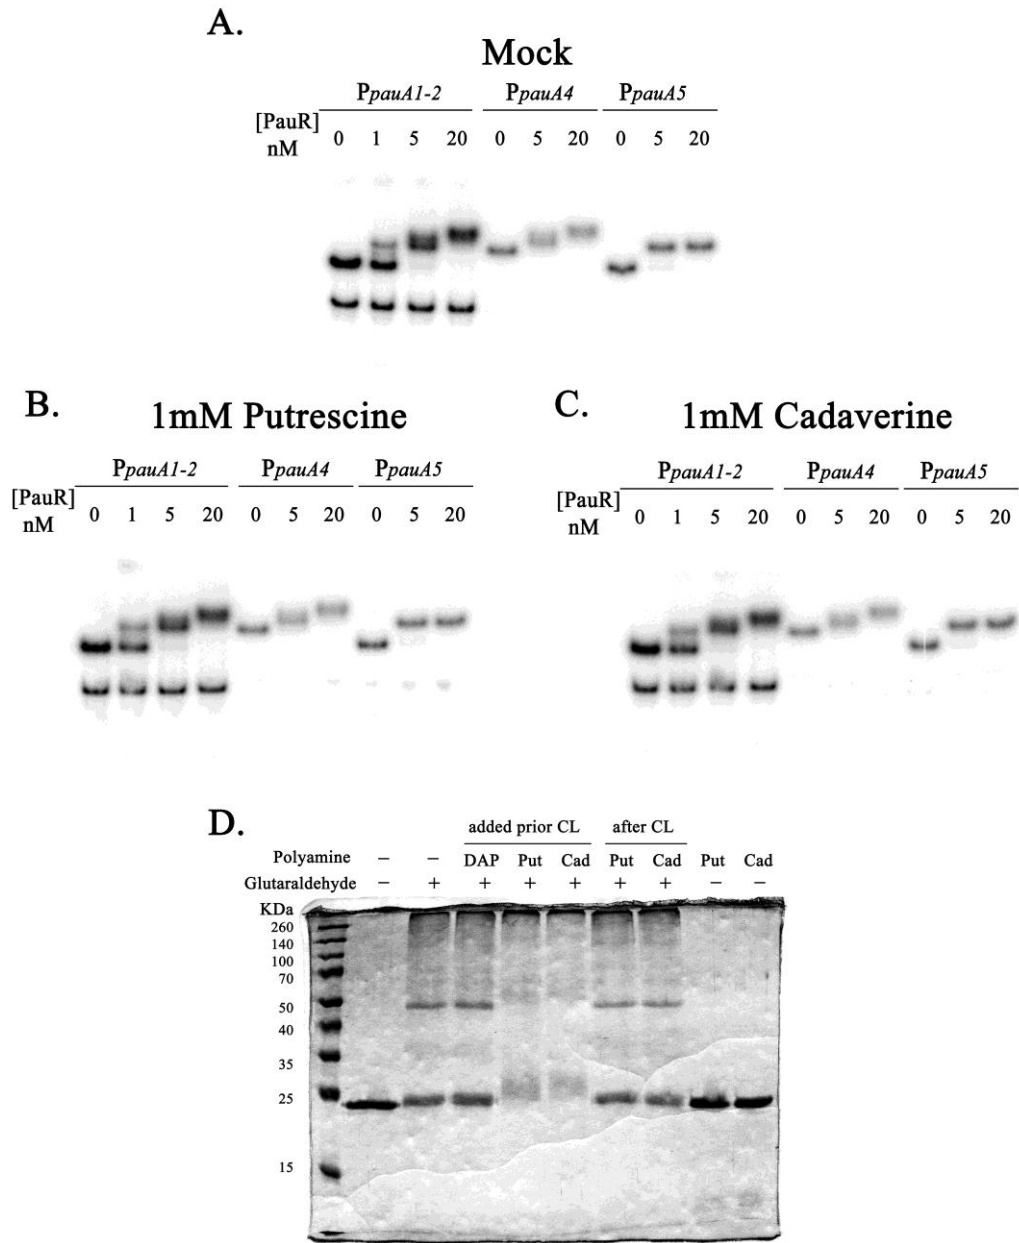 A.
Mock
PpauA1-2 PpauA4 PpauA5
[PauR] nM 0 1 5 20 0 5 20 0 5 20
B.
1mM Putrescine
PpauA1-2 PpauA4 PpauA5
[PauR] nM 0 1 5 20 0 5 20 0 5 20
C.
1mM Cadaverine
PpauA1-2 PpauA4 PpauA5
[PauR] nM 0 1 5 20 0 5 20 0 5 20
D.
added prior CL after CL
Polyamine − − DAP Put Cad Put Cad Put Cad
Glutaraldehyde − + + + + + + − −
KDa
260
140
100
70
50
40
35
25
15